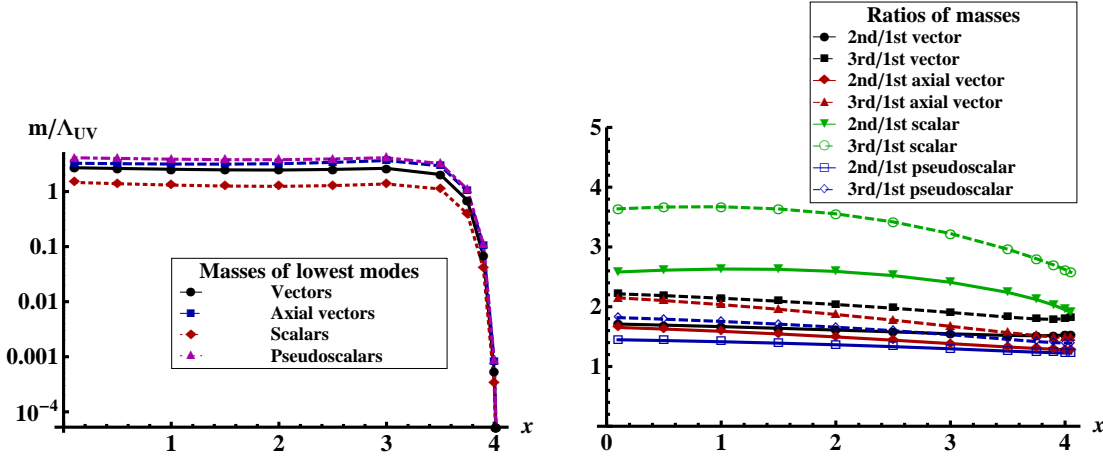 m/ΛUV
1
0.1
0.01
0.001
10⁻⁴
Masses of lowest modes
Vectors
Axial vectors
Scalars
Pseudoscalars
1 2 3 4 x
Ratios of masses
2nd/1st vector
3rd/1st vector
2nd/1st axial vector
3rd/1st axial vector
2nd/1st scalar
3rd/1st scalar
2nd/1st pseudoscalar
3rd/1st pseudoscalar
5
4
3
2
1
0 1 2 3 4 x